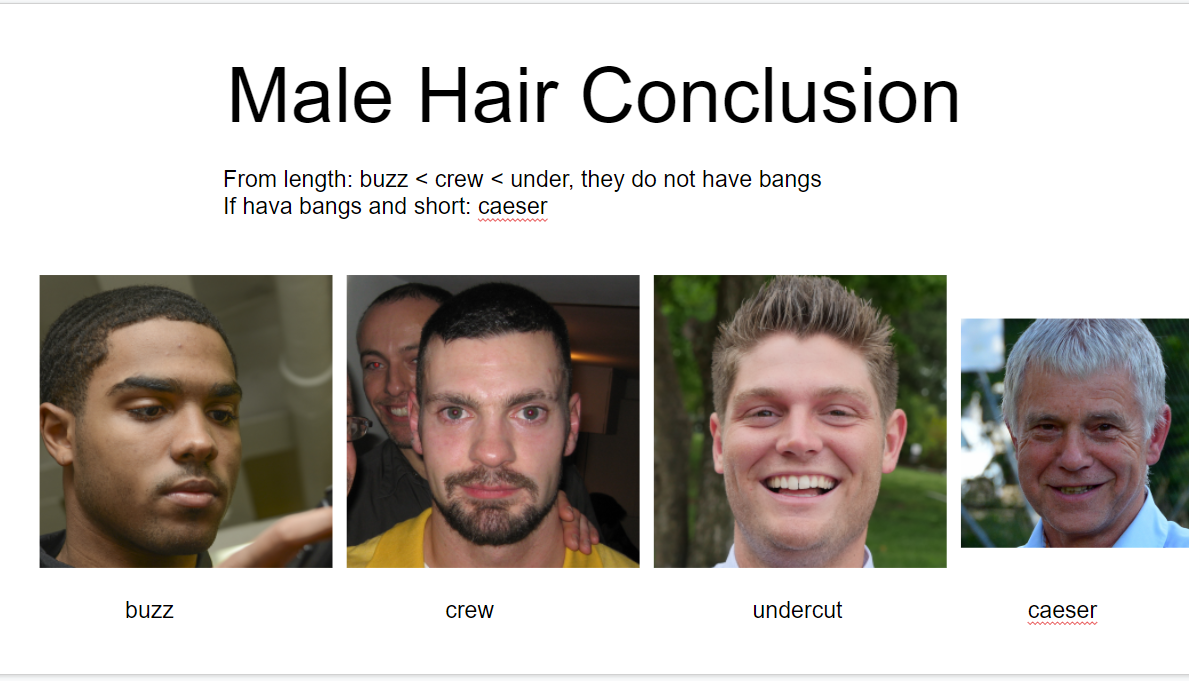 Male Hair Conclusion
From length: buzz < crew < under, they do not have bangs
If hava bangs and short: caeser
buzz
crew
undercut
caeser